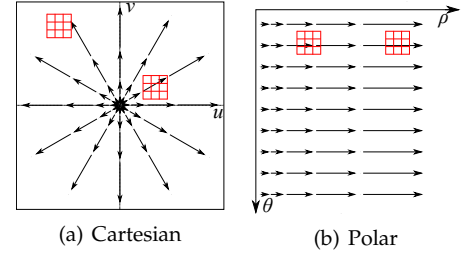 v
u
(a) Cartesian
ρ
θ
(b) Polar